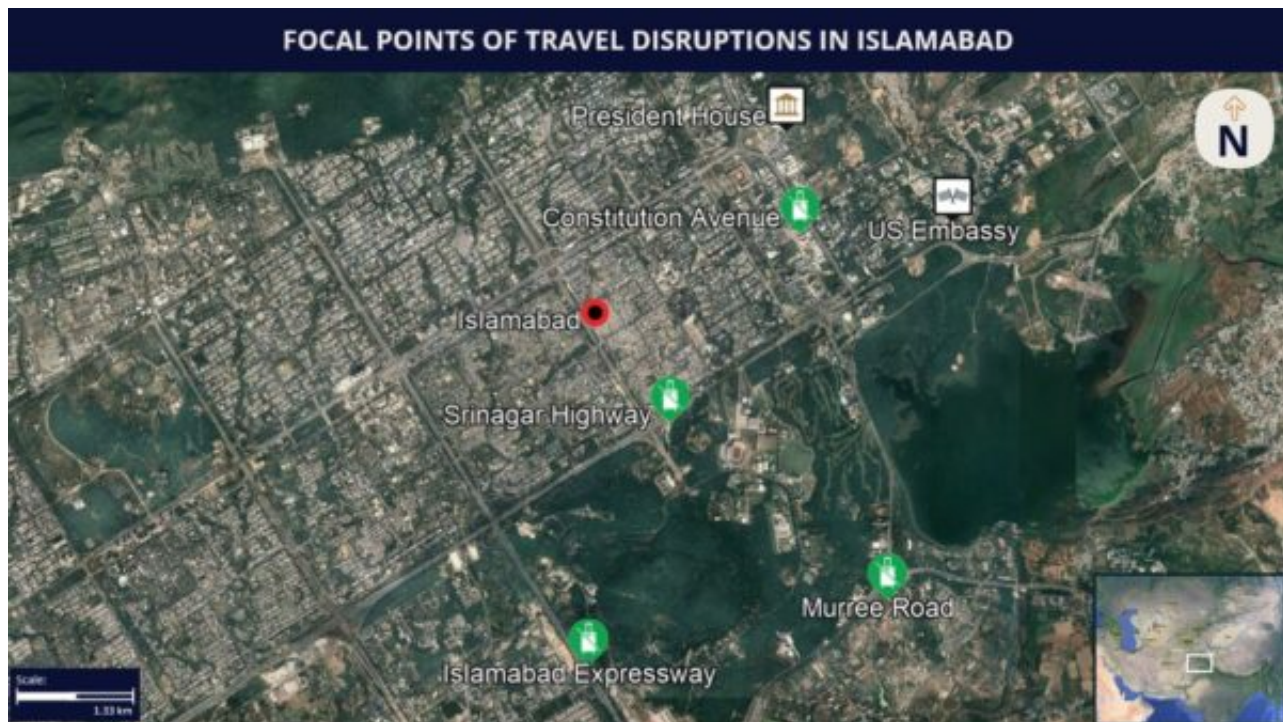 FOCAL POINTS OF TRAVEL DISRUPTIONS IN ISLAMABAD
President House
N
Constitution Avenue
US Embassy
Islamabad
Srinagar Highway
Murree Road
Islamabad Expressway
Scale:
1.33 km